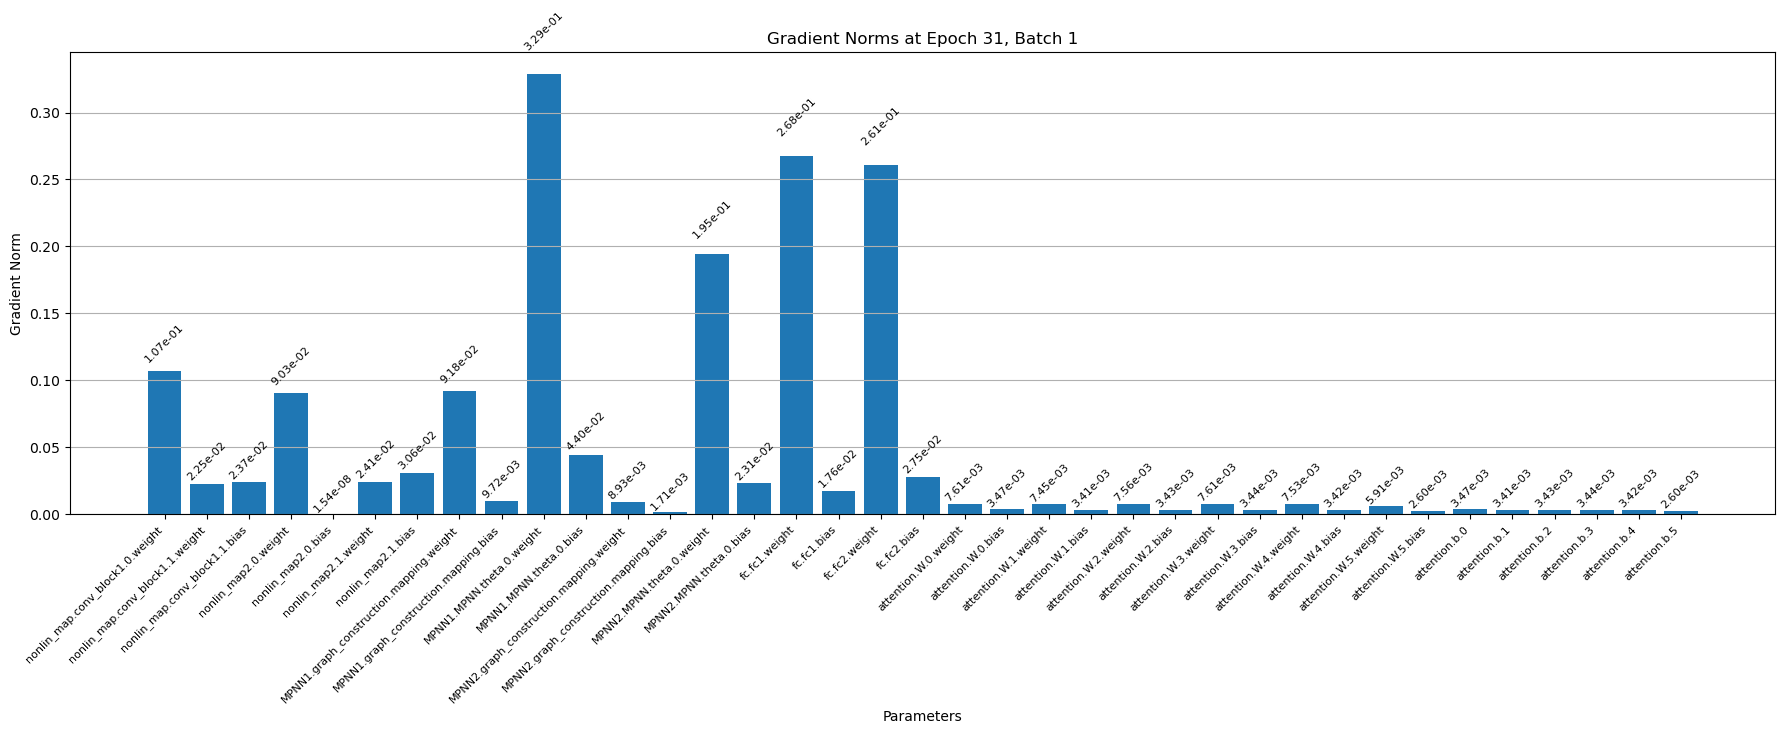 Gradient Norms at Epoch 31, Batch 1
Gradient Norm
0.30
0.25
0.20
0.15
0.10
0.05
0.00
1.07e-01
2.25e-02
2.37e-02
9.03e-02
1.54e-08
2.41e-02
3.06e-02
9.18e-02
9.72e-03
3.29e-01
4.40e-02
8.93e-03
1.71e-03
1.95e-01
2.31e-02
2.68e-01
1.76e-02
2.61e-01
2.75e-02
7.61e-03
3.47e-03
7.45e-03
3.41e-03
7.56e-03
3.43e-03
7.61e-03
3.44e-03
7.53e-03
3.42e-03
5.91e-03
2.60e-03
3.47e-03
3.41e-03
3.43e-03
3.44e-03
3.42e-03
2.60e-03
nonlin_map.conv_block1.0.weight
nonlin_map.conv_block1.1.weight
nonlin_map.conv_block1.1.bias
nonlin_map2.0.weight
nonlin_map2.0.bias
nonlin_map2.1.weight
nonlin_map2.1.bias
MPNN1.graph_construction.mapping.weight
MPNN1.graph_construction.mapping.bias
MPNN1.MPNN.theta.0.weight
MPNN1.MPNN.theta.0.bias
MPNN2.graph_construction.mapping.weight
MPNN2.graph_construction.mapping.bias
MPNN2.MPNN.theta.0.weight
MPNN2.MPNN.theta.0.bias
fc.fc1.weight
fc.fc1.bias
fc.fc2.weight
fc.fc2.bias
attention.W.0.weight
attention.W.0.bias
attention.W.1.weight
attention.W.1.bias
attention.W.2.weight
attention.W.2.bias
attention.W.3.weight
attention.W.3.bias
attention.W.4.weight
attention.W.4.bias
attention.W.5.weight
attention.W.5.bias
attention.b.0
attention.b.1
attention.b.2
attention.b.3
attention.b.4
attention.b.5
Parameters